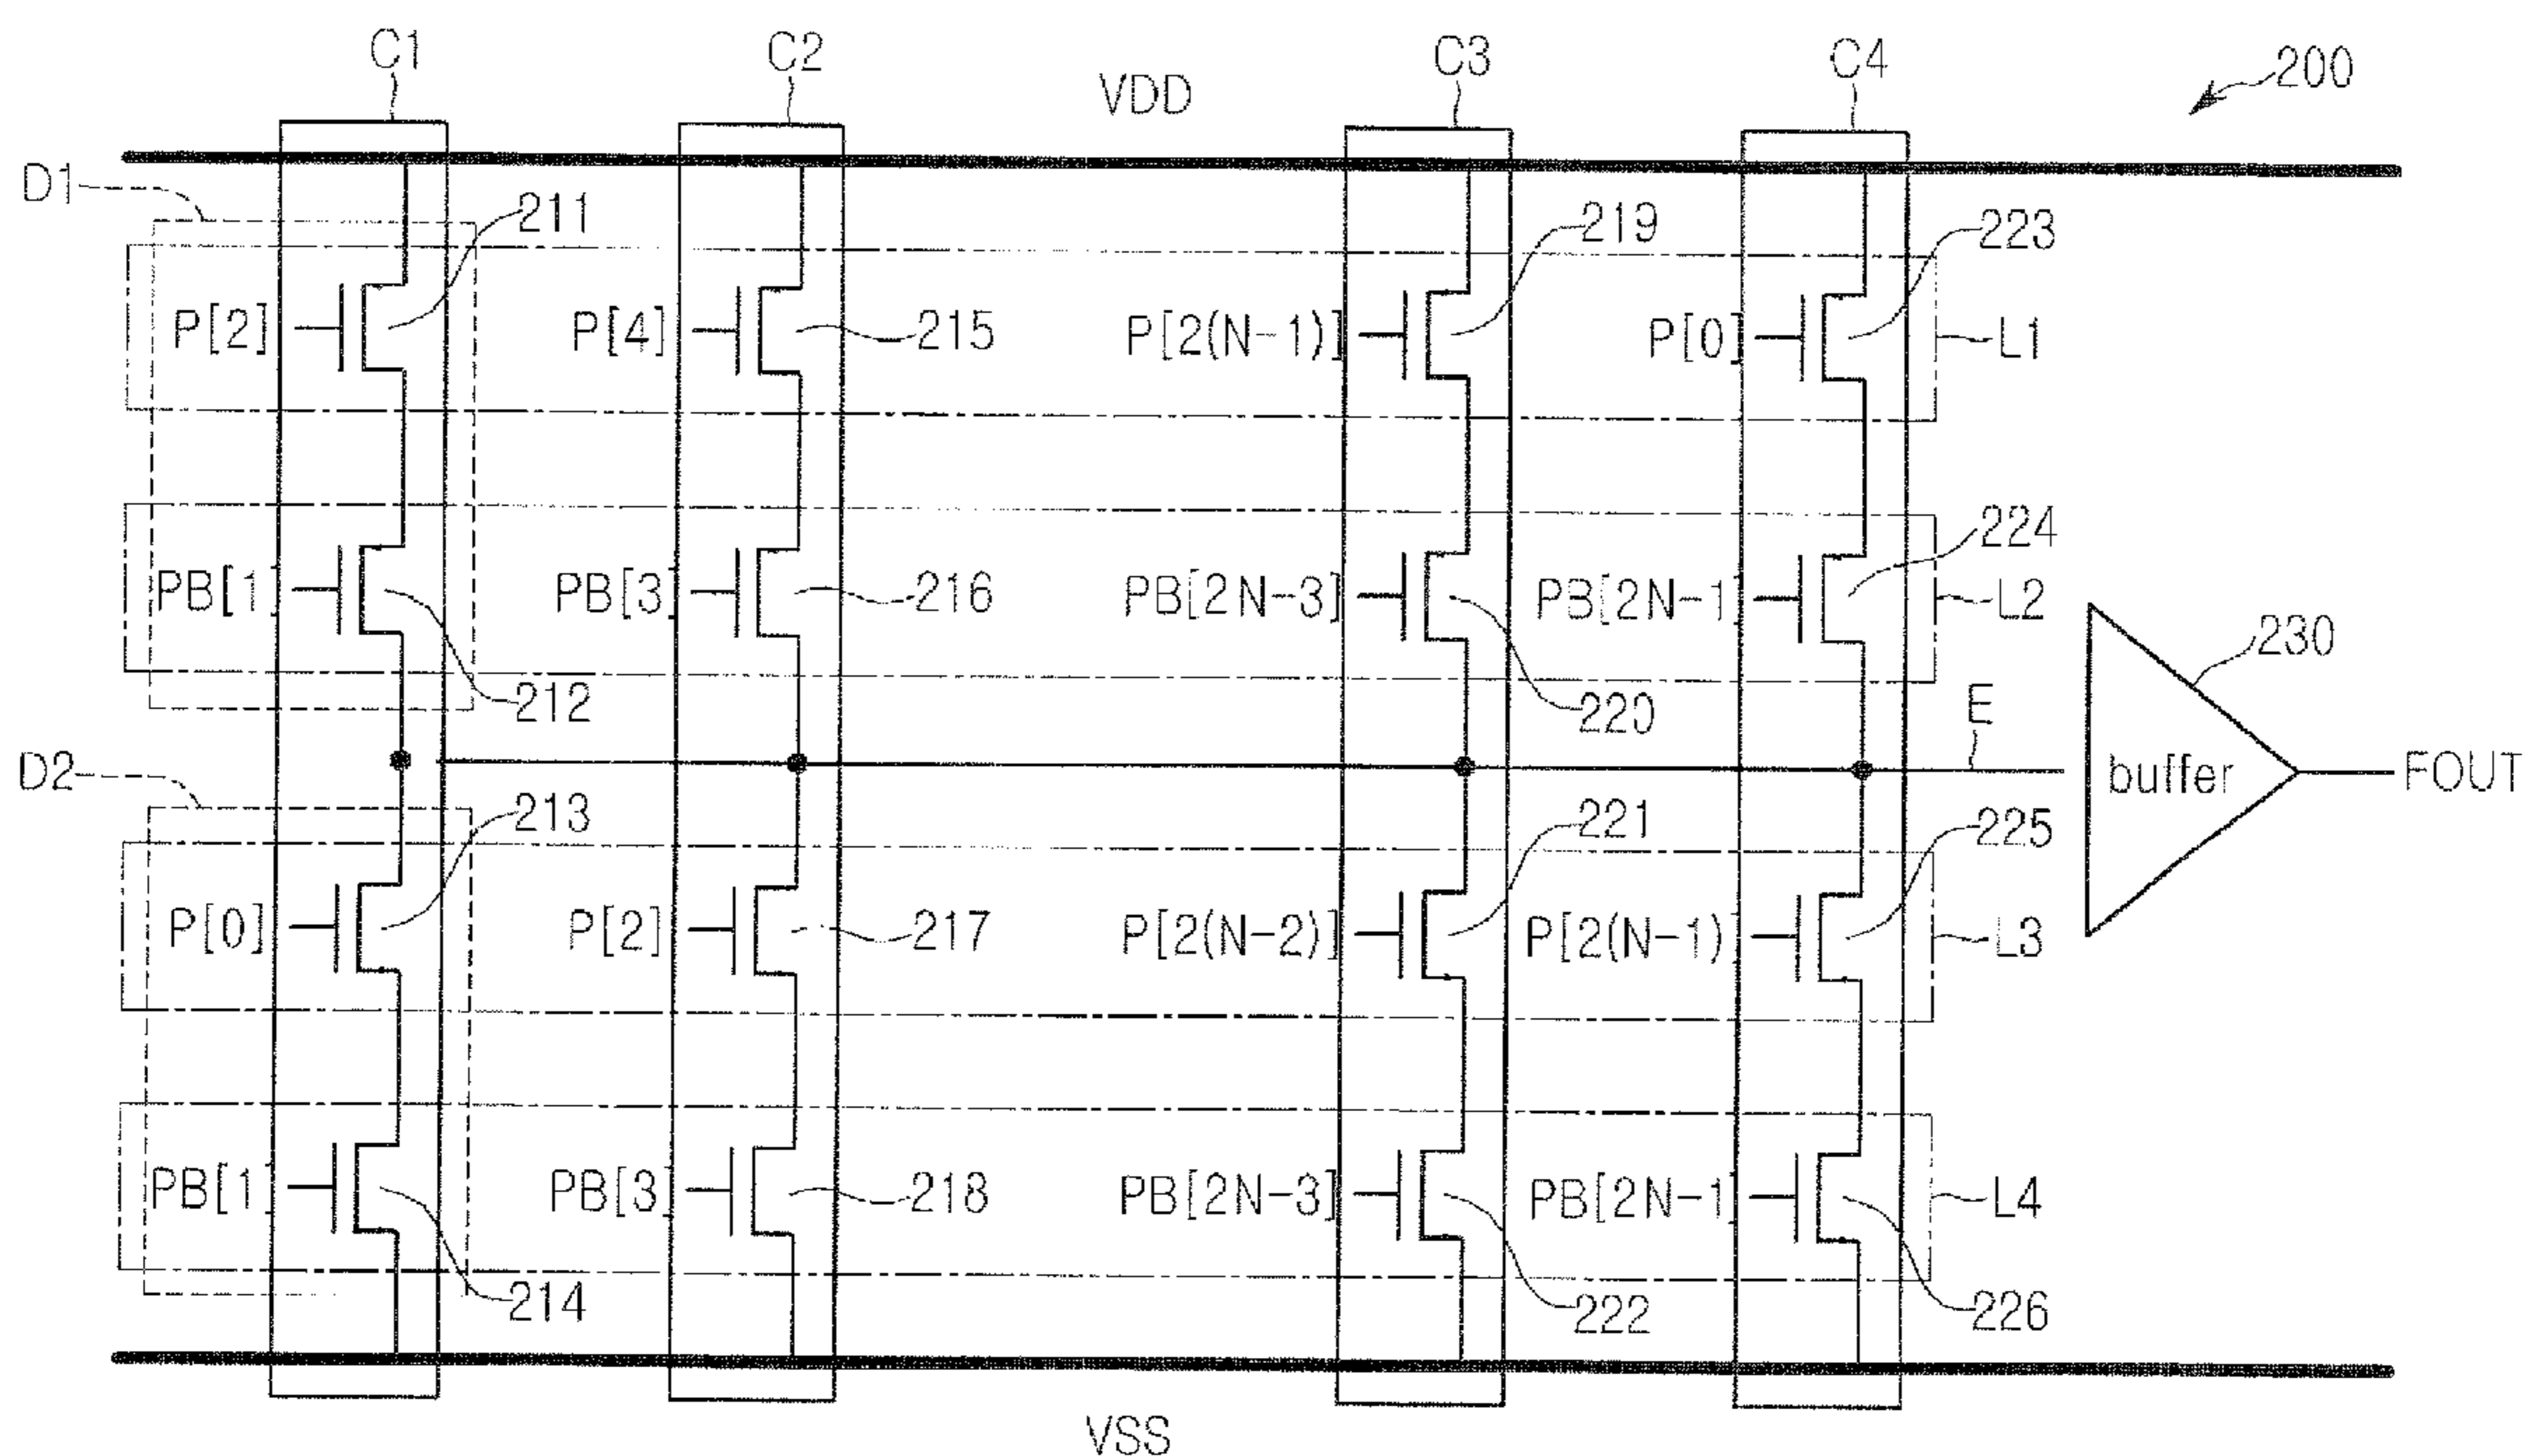 C1 C2 VDD C3 C4 200
D1 211 219 223
P[2] P[4] 215 P[2(N-1)] P[0] L1
224
PB[1] PB[3] 216 PB[2N-3] PB[2N-1 L2
212 220 E 230
D2 buffer FOUT
213 221 225
P[0] P[2] 217 P[2(N-2)] P[2(N-1) L3
PB[1] PB[3] 218 PB[2N-3] PB[2N-1] L4
214 222 226
VSS